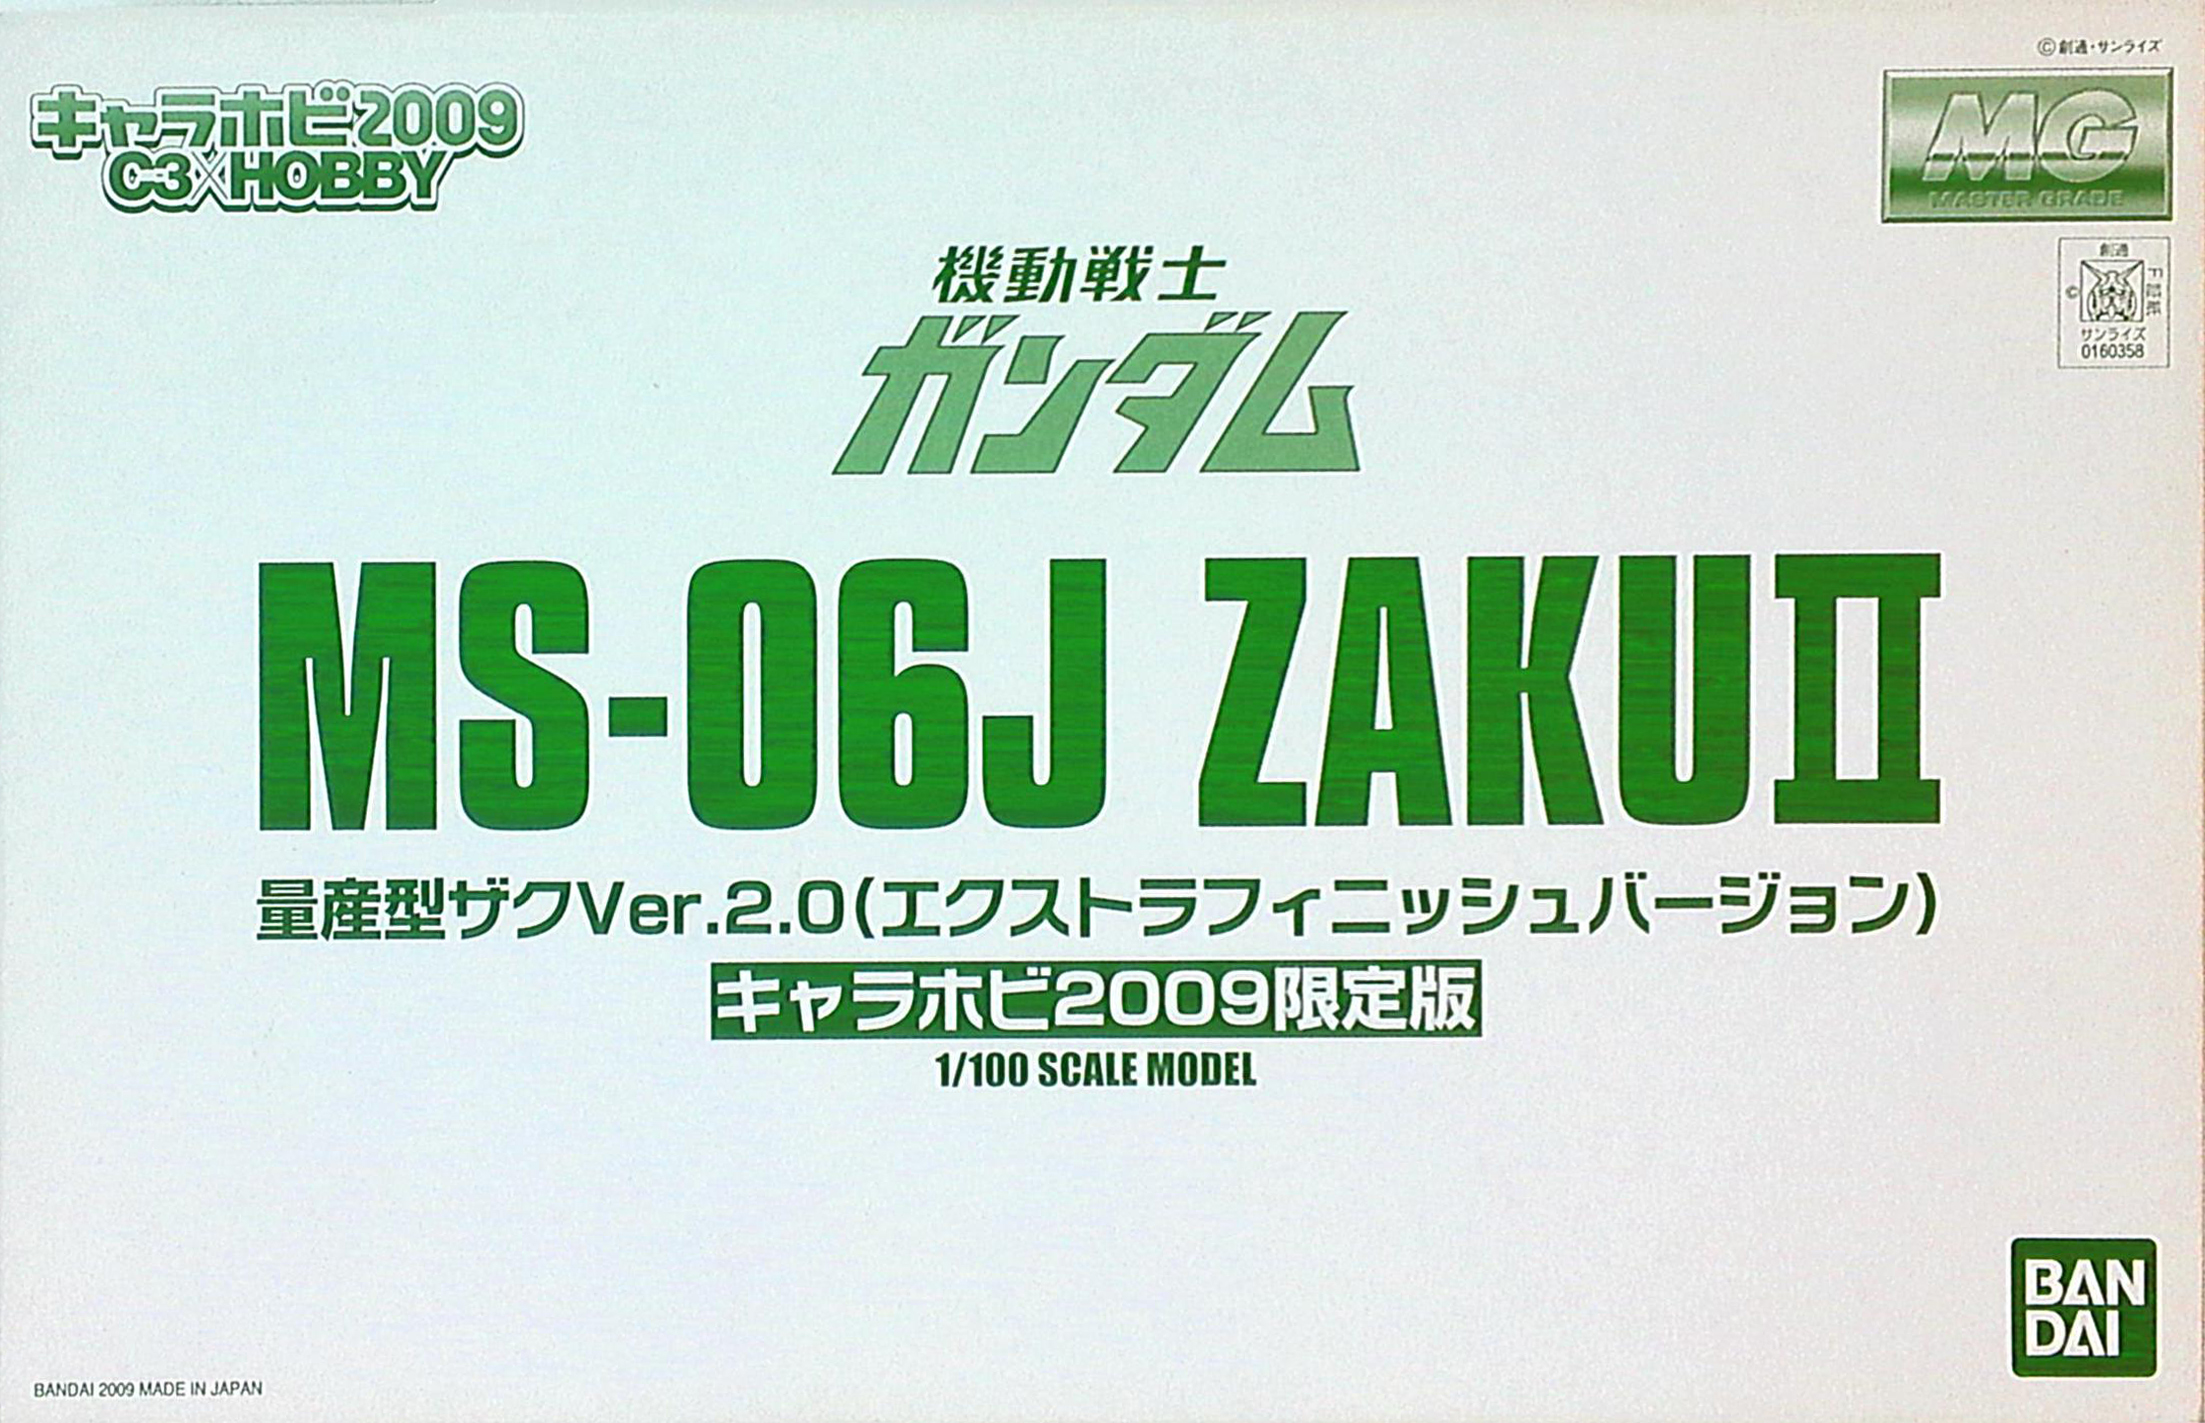 ©創通・サンライズ
キャラホビ2009
C3×HOBBY
MG
MASTER GRADE
創通
©
F証紙
サンライズ
0160358
機動戦士
ガンダム
MS-06J ZAKUII
量産型ザクVer.2.0(エクストラフィニッシュバージョン)
キャラホビ2009限定版
1/100 SCALE MODEL
BAN
DAI
BANDAI 2009 MADE IN JAPAN